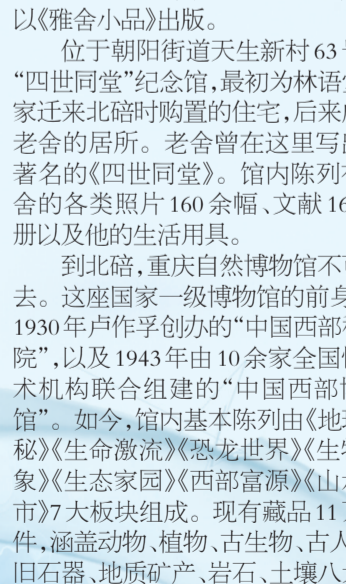 以《雅舍小品》出版。
位于朝阳街道天生新村63
“四世同堂”纪念馆，最初为林语
家迁来北碚时购置的住宅，后来
老舍的居所。老舍曾在这里写
著名的《四世同堂》。馆内陈列
舍的各类照片160余幅、文献16
册以及他的生活用具。
到北碚，重庆自然博物馆不
去。这座国家一级博物馆的前
1930年卢作孚创办的“中国西部
院”，以及1943年由10余家全国
术机构联合组建的“中国西部
馆”。如今，馆内基本陈列由《地
秘》《生命激流》《恐龙世界》《生
象》《生态家园》《西部富源》《山
市》7大板块组成。现有藏品11
件，涵盖动物、植物、古生物、古人
旧石器、地质矿产、岩石、土壤八